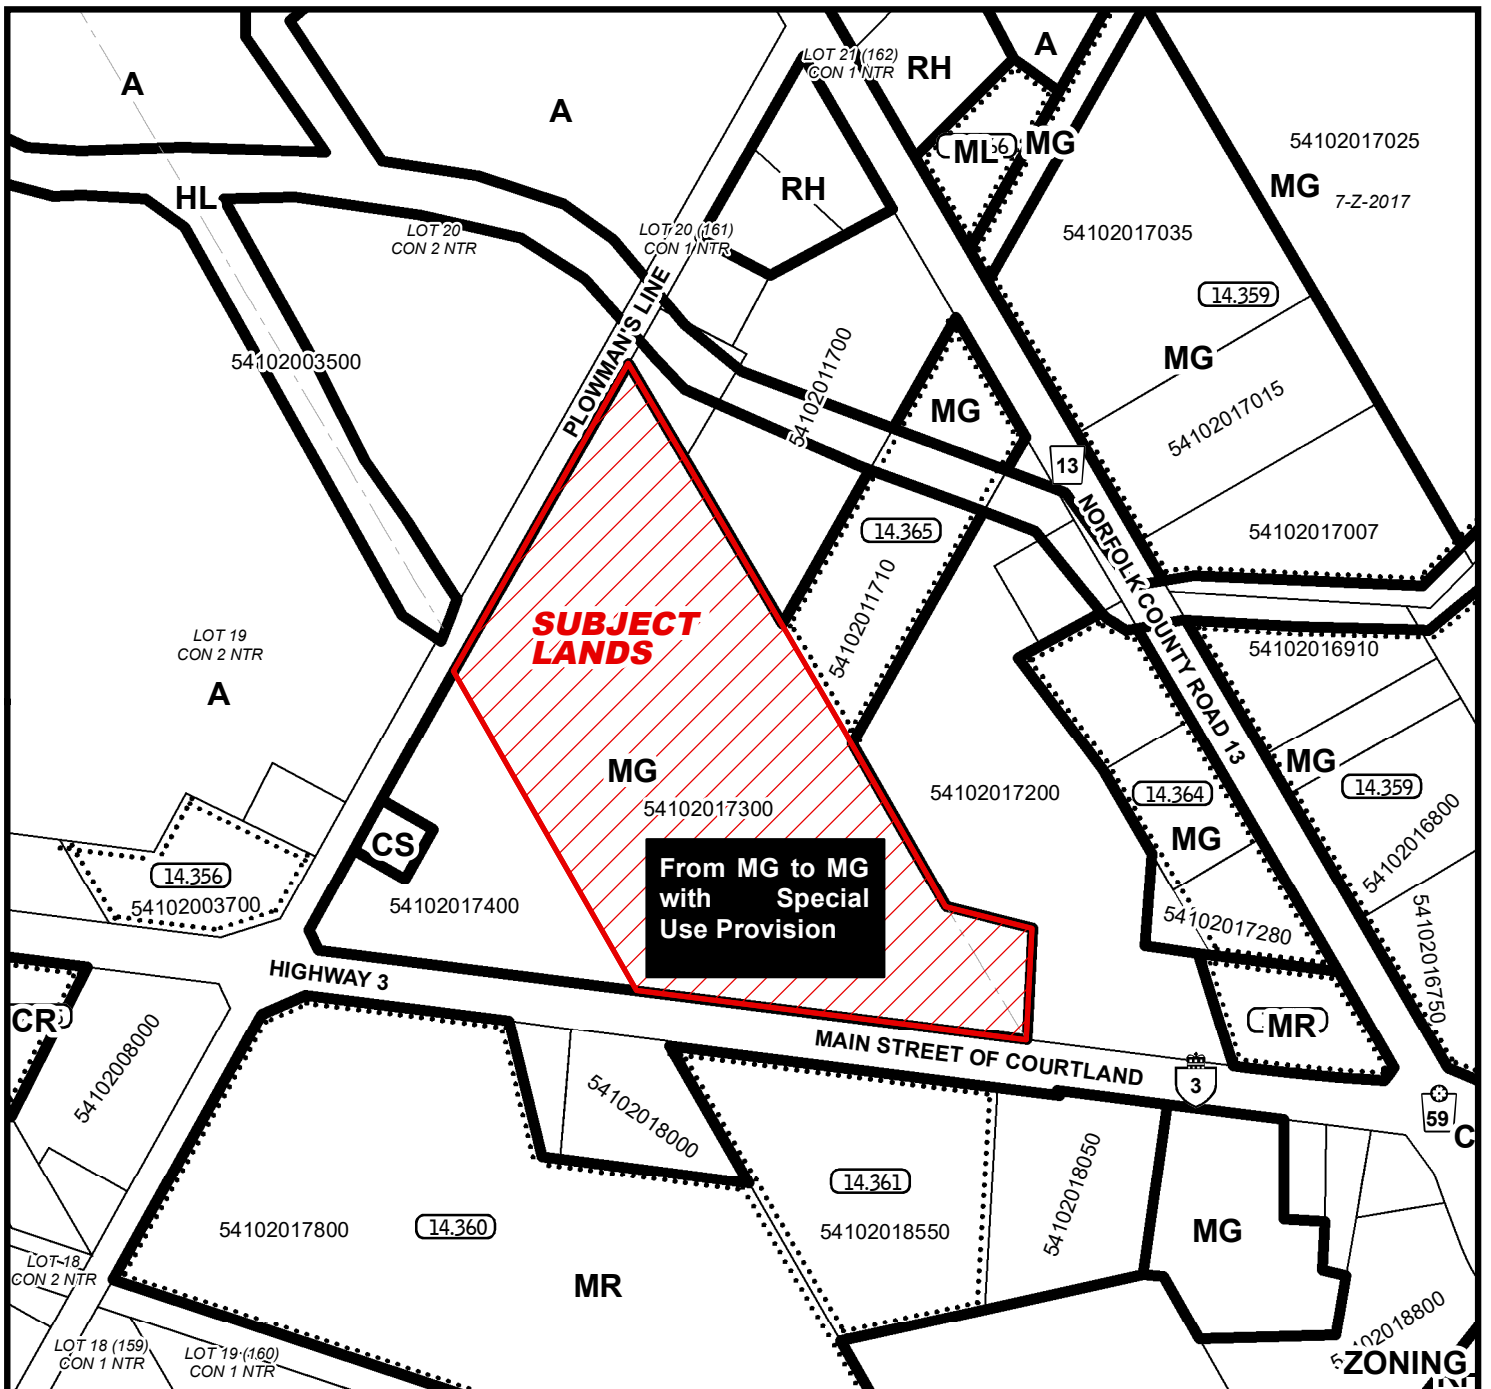 A
A
LOT 21 (162)
CON 1 NTR
RH
A
ML
MG
54102017025
MG
7-Z-2017
HL
LOT 20
CON 2 NTR
LOT 20 (161)
CON 1 NTR
RH
54102017035
14.359
54102003500
PLOWMAN'S LINE
54102011700
MG
MG
54102017015
13
14.365
54102017007
NORFOLK COUNTY ROAD 13
54102011710
LOT 19
CON 2 NTR
A
SUBJECT
LANDS
54102016910
MG
54102017300
54102017200
MG
14.359
14.364
MG
54102016800
CS
14.356
54102003700
54102017400
From MG to MG
with Special
Use Provision
54102017280
54102016750
HIGHWAY 3
CR
54102008000
MR
MAIN STREET OF COURTLAND
3
59
C
54102018000
54102018050
14.361
54102018550
MG
54102017800
14.360
MR
LOT 18
CON 2 NTR
LOT 18 (159)
CON 1 NTR
LOT 19 (160)
CON 1 NTR
54102018800
ZONING